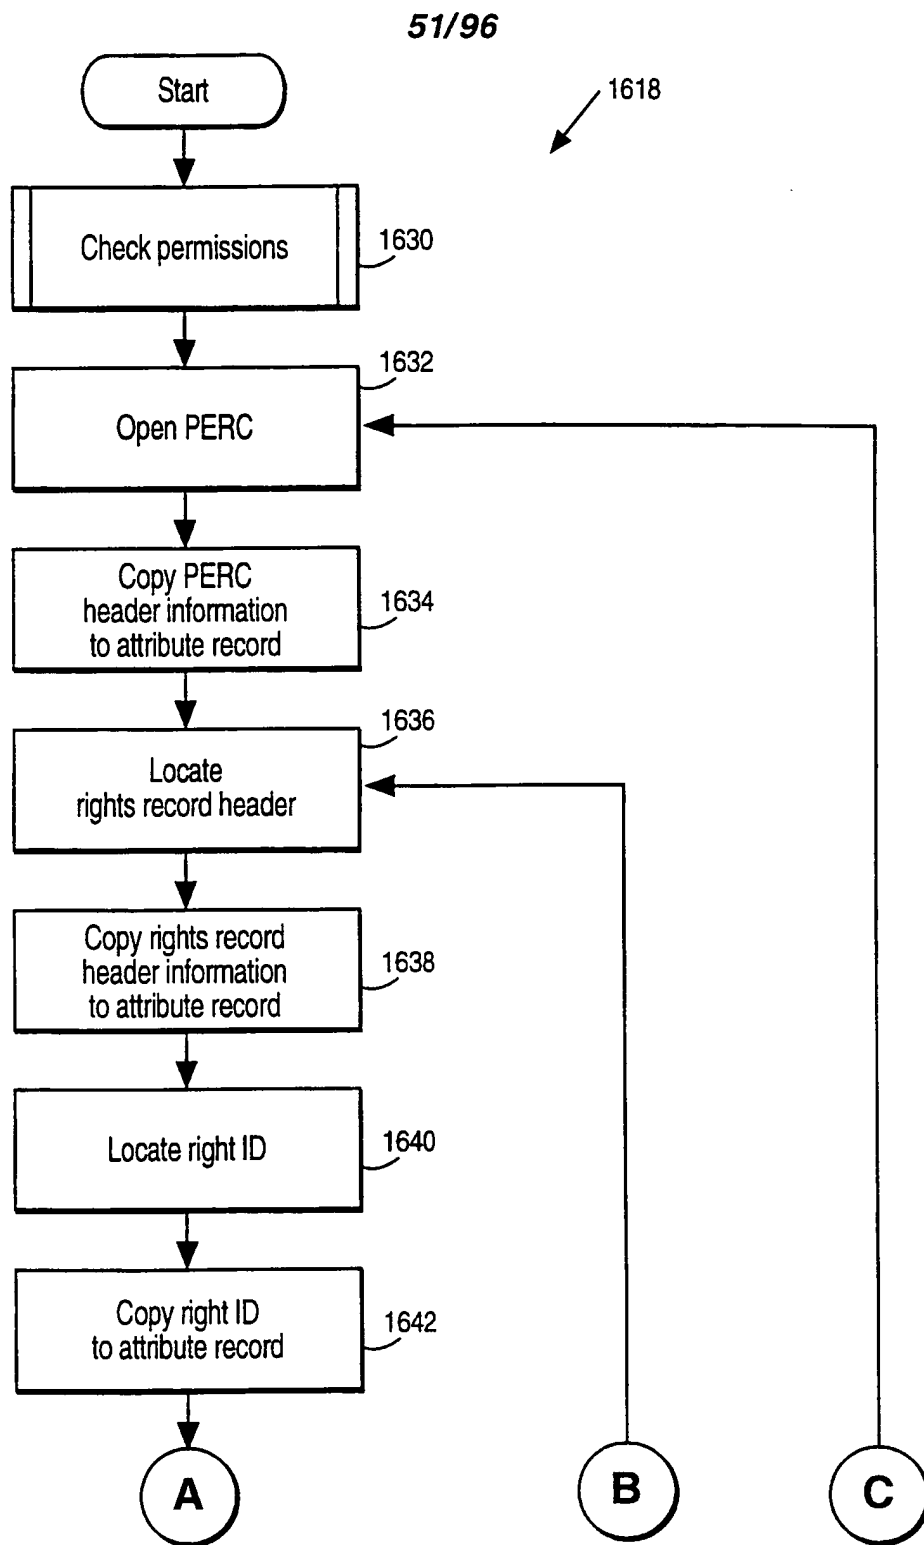 51/96
Start
1618
Check permissions
1630
1632
Open PERC
Copy PERC
header information
to attribute record
1634
1636
Locate
rights record header
Copy rights record
header information
to attribute record
1638
Locate right ID
1640
Copy right ID
to attribute record
1642
A
B
C